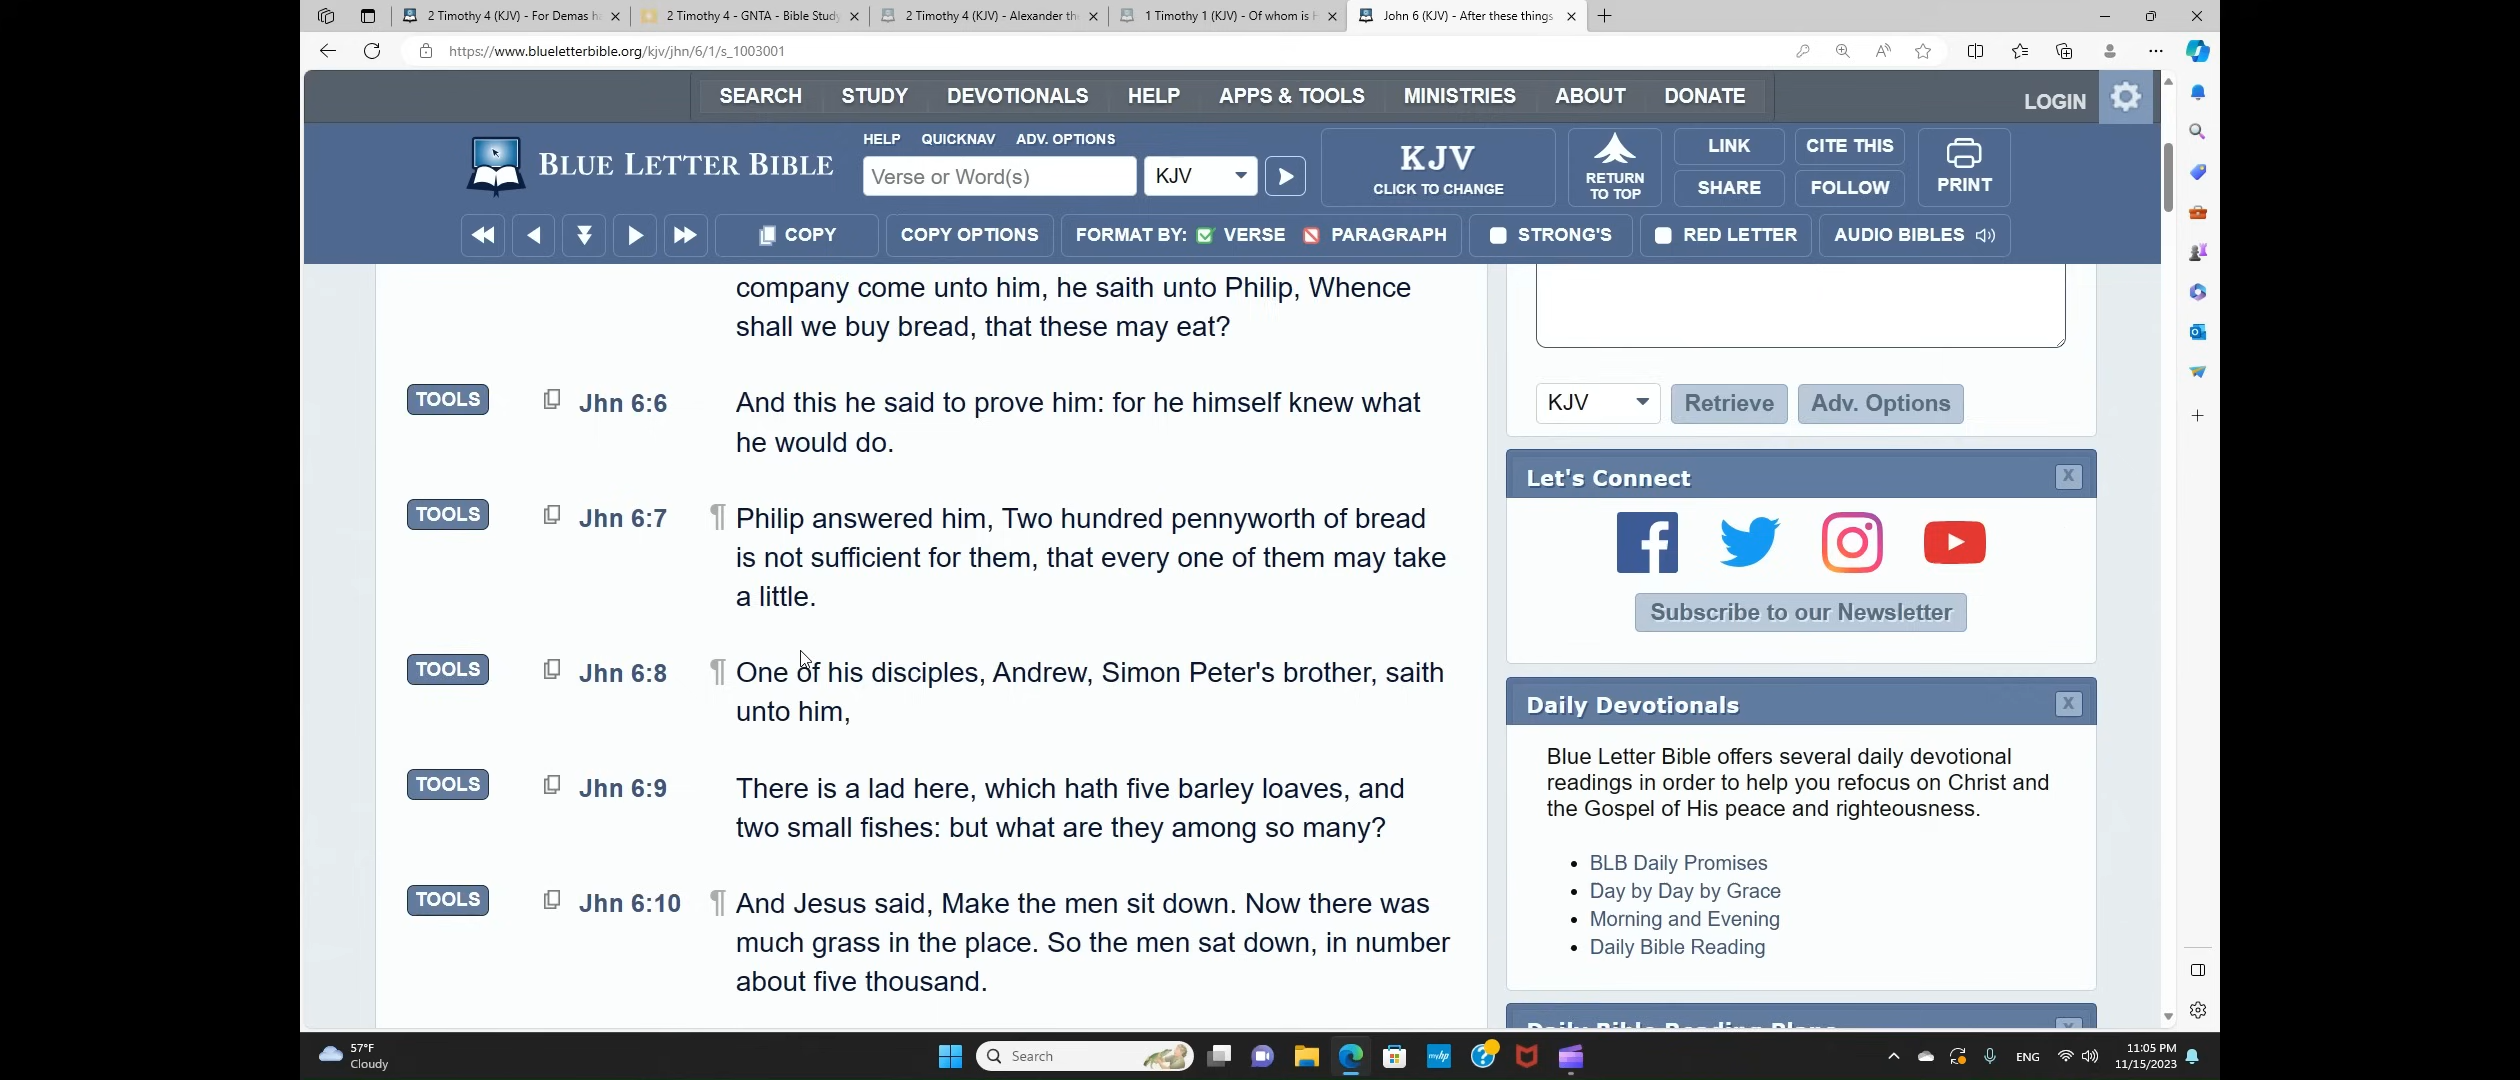 2 Timothy 4 (KJV) - For Demas ha
2 Timothy 4 - GNTA - Bible Study
2 Timothy 4 (KJV) - Alexander the
1 Timothy 1 (KJV) - Of whom is H
John 6 (KJV) - After these things
https://www.blueletterbible.org/kjv/jhn/6/1/s_1003001
SEARCH STUDY DEVOTIONALS HELP APPS & TOOLS MINISTRIES ABOUT DONATE
LOGIN
BLUE LETTER BIBLE
HELP QUICKNAV ADV. OPTIONS
Verse or Word(s)
KJV
KJV
CLICK TO CHANGE
RETURN
TO TOP
LINK
CITE THIS
SHARE
FOLLOW
PRINT
COPY
COPY OPTIONS
FORMAT BY: VERSE PARAGRAPH
STRONG'S
RED LETTER
AUDIO BIBLES
company come unto him, he saith unto Philip, Whence
shall we buy bread, that these may eat?
TOOLS Jhn 6:6 And this he said to prove him: for he himself knew what
he would do.
TOOLS Jhn 6:7 ¶ Philip answered him, Two hundred pennyworth of bread
is not sufficient for them, that every one of them may take
a little.
TOOLS Jhn 6:8 ¶ One of his disciples, Andrew, Simon Peter's brother, saith
unto him,
TOOLS Jhn 6:9 There is a lad here, which hath five barley loaves, and
two small fishes: but what are they among so many?
TOOLS Jhn 6:10 ¶ And Jesus said, Make the men sit down. Now there was
much grass in the place. So the men sat down, in number
about five thousand.
KJV Retrieve Adv. Options
Let's Connect X
Subscribe to our Newsletter
Daily Devotionals X
Blue Letter Bible offers several daily devotional
readings in order to help you refocus on Christ and
the Gospel of His peace and righteousness.
• BLB Daily Promises
• Day by Day by Grace
• Morning and Evening
• Daily Bible Reading
Daily Bible Reading Plans X
57°F
Cloudy
Search
myhp
ENG
11:05 PM
11/15/2023